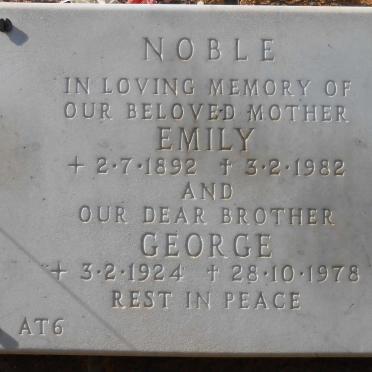 NOBLE
IN LOVING MEMORY OF
OUR BELOVED MOTHER
EMILY
+ 2·7·1892 † 3·2·1982
AND
OUR DEAR BROTHER
GEORGE
+ 3·2·1924 † 28·10·1978
REST IN PEACE
AT6